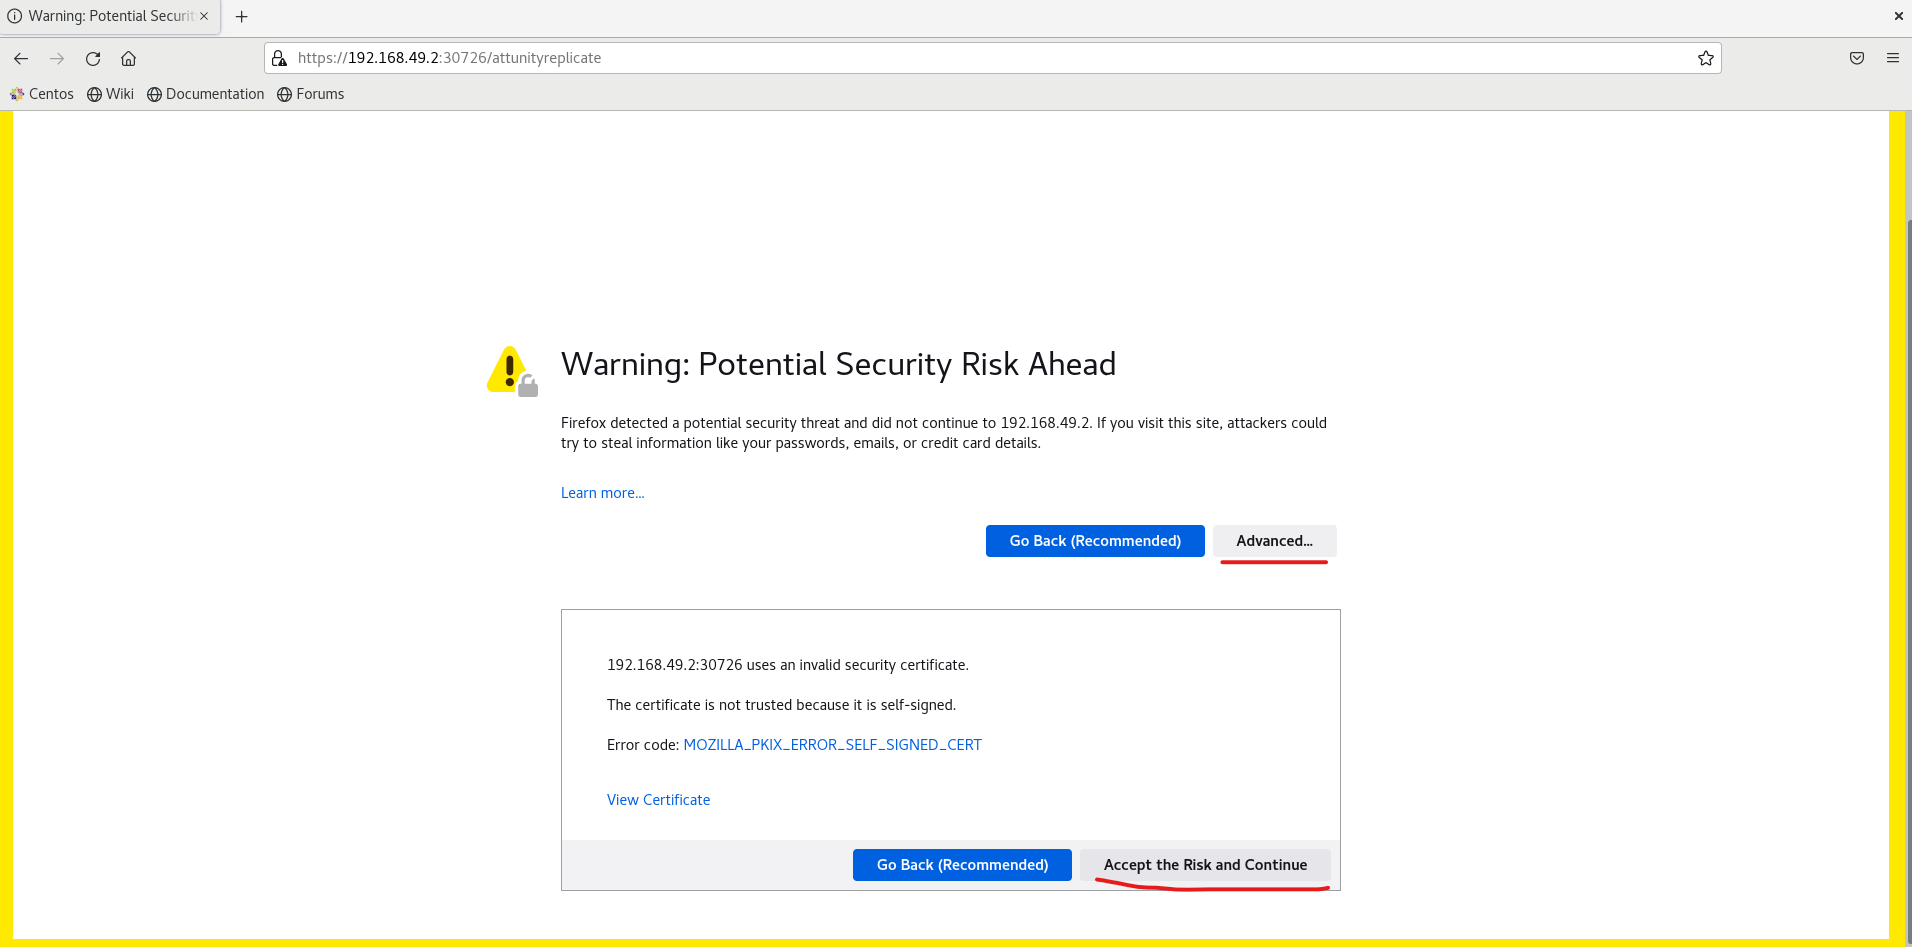 Warning: Potential Securit
https://192.168.49.2:30726/attunityreplicate
Centos Wiki Documentation Forums
Warning: Potential Security Risk Ahead
Firefox detected a potential security threat and did not continue to 192.168.49.2. If you visit this site, attackers could
try to steal information like your passwords, emails, or credit card details.
Learn more...
Go Back (Recommended) Advanced...
192.168.49.2:30726 uses an invalid security certificate.
The certificate is not trusted because it is self-signed.
Error code: MOZILLA_PKIX_ERROR_SELF_SIGNED_CERT
View Certificate
Go Back (Recommended) Accept the Risk and Continue